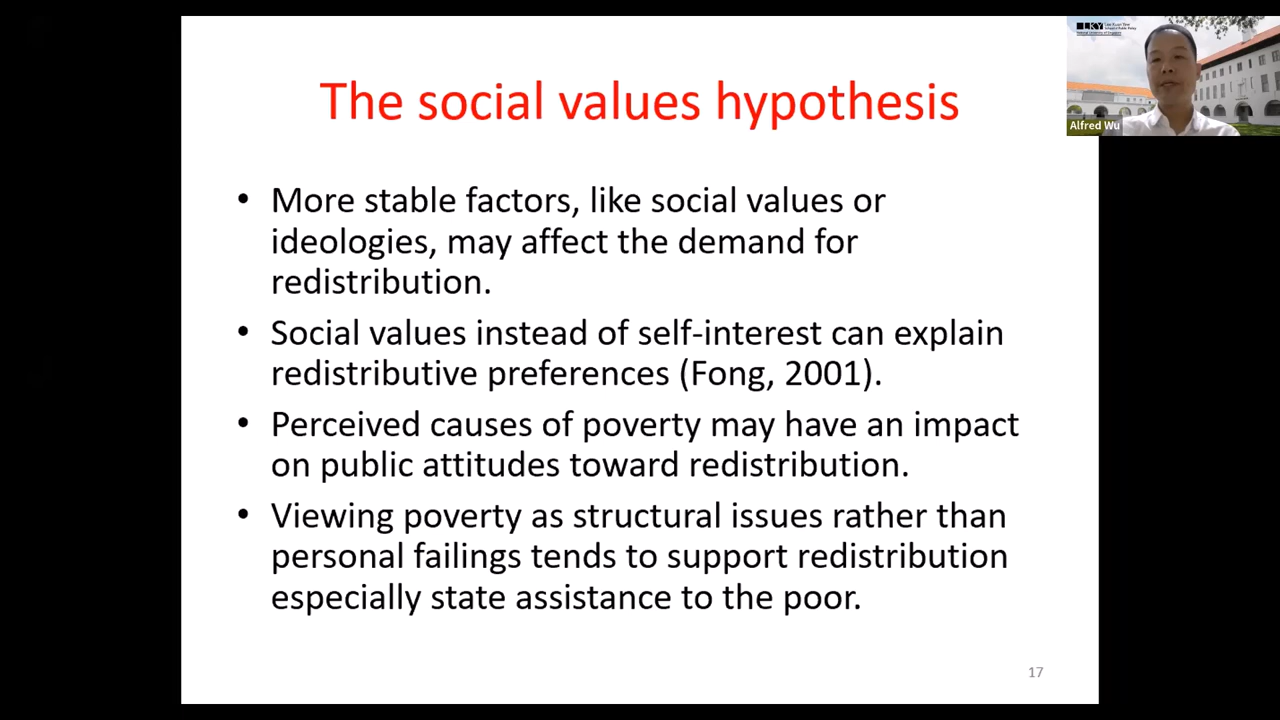 The social values hypothesis
• More stable factors, like social values or
ideologies, may affect the demand for
redistribution.
• Social values instead of self-interest can explain
redistributive preferences (Fong, 2001).
• Perceived causes of poverty may have an impact
on public attitudes toward redistribution.
• Viewing poverty as structural issues rather than
personal failings tends to support redistribution
especially state assistance to the poor.
17
LKY
Alfred Wu